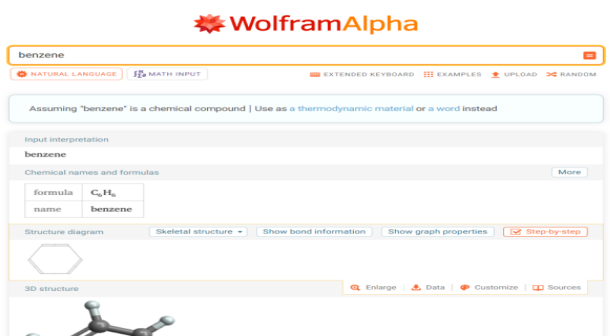 WolframAlpha
benzene
NATURAL LANGUAGE MATH INPUT EXTENDED KEYBOARD EXAMPLES UPLOAD RANDOM
Assuming "benzene" is a chemical compound | Use as a thermodynamic material or a word instead
Input interpretation
benzene
Chemical names and formulas More
formula C₆H₆
name benzene
Structure diagram Skeletal structure Show bond information Show graph properties Step-by-step
Enlarge Data Customize Sources
3D structure